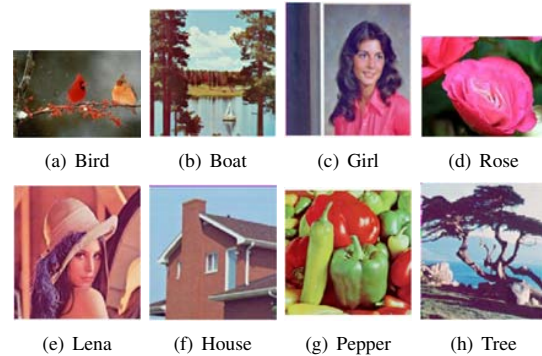 (a) Bird
(b) Boat
(c) Girl
(d) Rose
(e) Lena
(f) House
(g) Pepper
(h) Tree